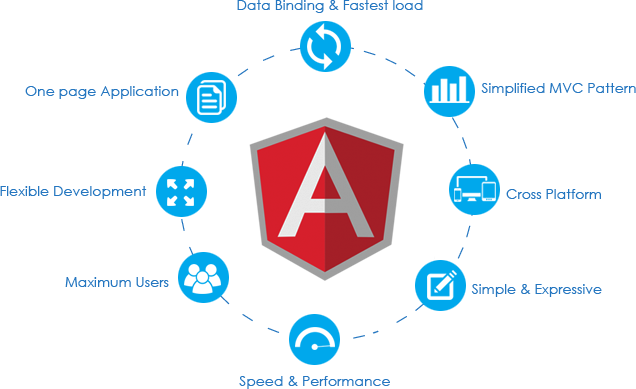 Data Binding & Fastest load
One page Application
Simplified MVC Pattern
Flexible Development
Cross Platform
Maximum Users
Simple & Expressive
Speed & Performance
A